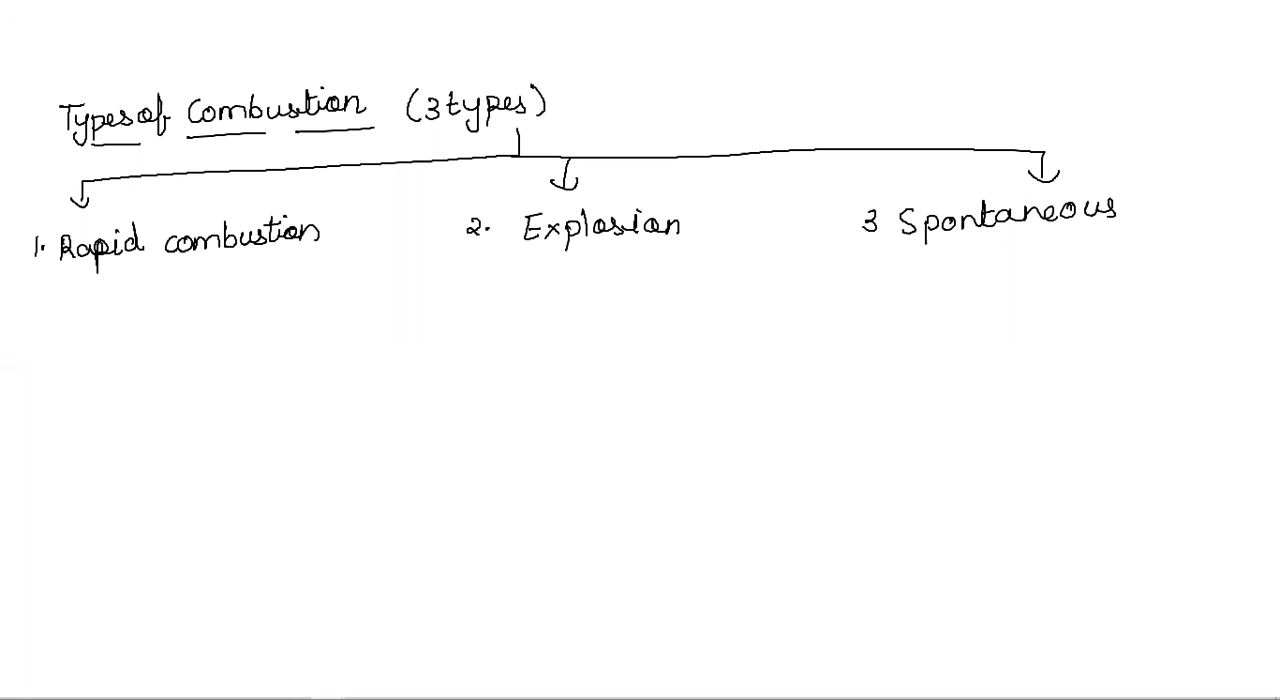 Types of Combustion (3 types)
1. Rapid combustion
2. Explosion
3 Spontaneous